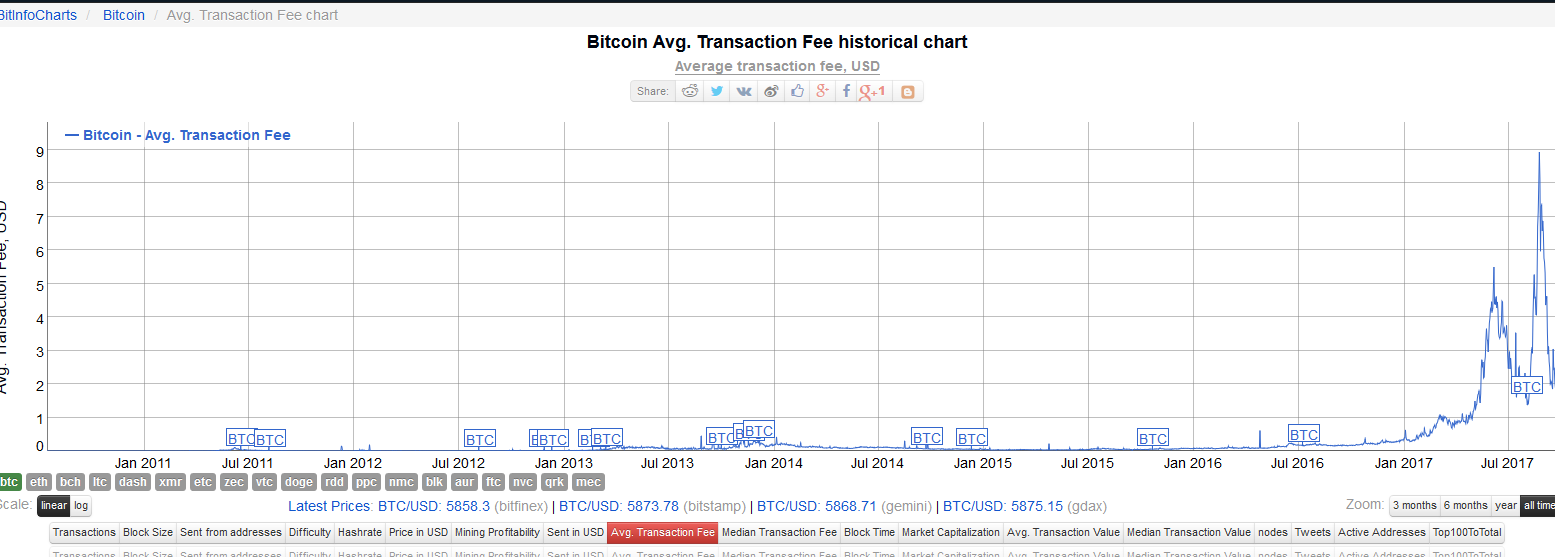 BitInfoCharts / Bitcoin / Avg. Transaction Fee chart
Bitcoin Avg. Transaction Fee historical chart
Average transaction fee, USD
Share: g+ f g+1
Bitcoin - Avg. Transaction Fee
Avg. Transaction Fee, USD
9
8
7
6
5
4
3
2
1
0
BTC
BTC
BTC
BTC
BTC
BTC
BTC
BTC
BTC
BTC
BTC
BTC
BTC
Jan 2011 Jul 2011 Jan 2012 Jul 2012 Jan 2013 Jul 2013 Jan 2014 Jul 2014 Jan 2015 Jul 2015 Jan 2016 Jul 2016 Jan 2017 Jul 2017
btc eth bch ltc dash xmr etc zec vtc doge rdd ppc nmc blk aur ftc nvc qrk mec
Scale: linear log
Latest Prices: BTC/USD: 5858.3 (bitfinex) | BTC/USD: 5873.78 (bitstamp) | BTC/USD: 5868.71 (gemini) | BTC/USD: 5875.15 (gdax)
Zoom: 3 months 6 months year all time
Transactions Block Size Sent from addresses Difficulty Hashrate Price in USD Mining Profitability Sent in USD Avg. Transaction Fee Median Transaction Fee Block Time Market Capitalization Avg. Transaction Value Median Transaction Value nodes Tweets Active Addresses Top100ToTotal
Transactions Block Size Sent from addresses Difficulty Hashrate Price in USD Mining Profitability Sent in USD Avg. Transaction Fee Median Transaction Fee Block Time Market Capitalization Avg. Transaction Value Median Transaction Value nodes Tweets Active Addresses Top100ToTotal